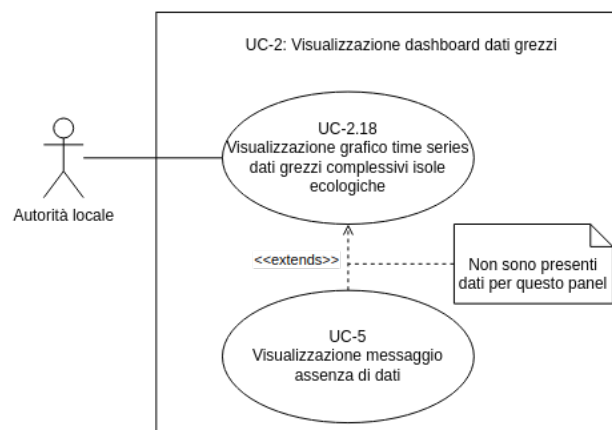 UC-2: Visualizzazione dashboard dati grezzi
UC-2.18
Visualizzazione grafico time series
dati grezzi complessivi isole
ecologiche
Autorità locale
<<extends>>
Non sono presenti
dati per questo panel
UC-5
Visualizzazione messaggio
assenza di dati